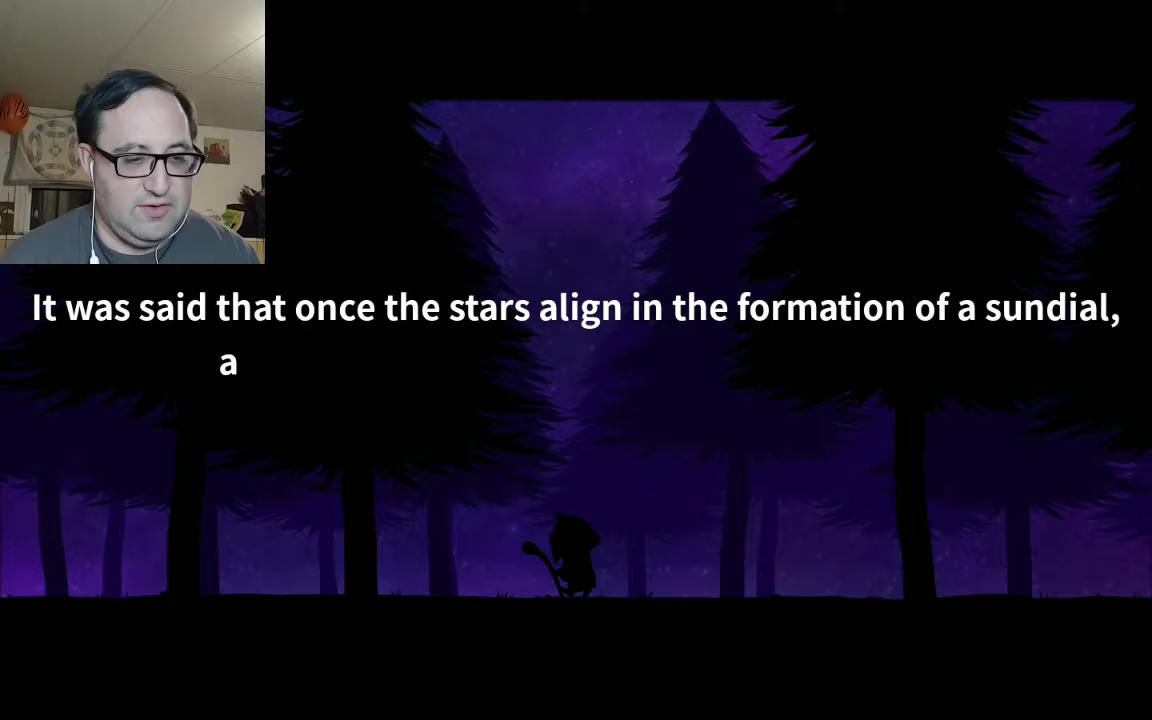 It was said that once the stars align in the formation of a sundial,
a